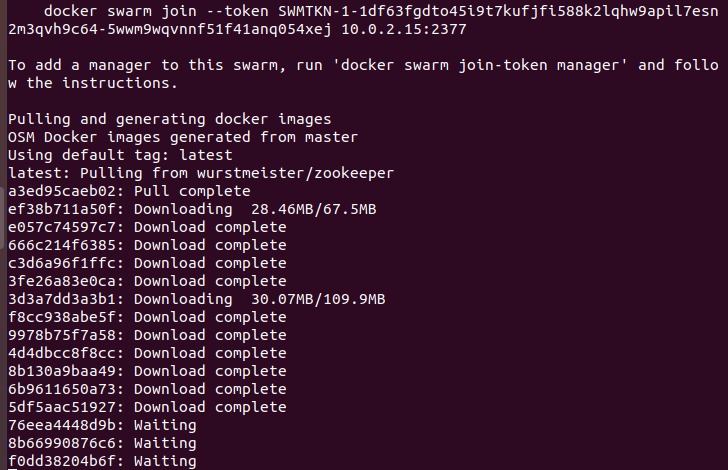 docker swarm join --token SWMTKN-1-1df63fgdto45i9t7kufjfi588k2lqhw9apil7esn
2m3qvh9c64-5wwm9wqvnnf51f41anq054xej 10.0.2.15:2377
To add a manager to this swarm, run 'docker swarm join-token manager' and follo
w the instructions.
Pulling and generating docker images
OSM Docker images generated from master
Using default tag: latest
latest: Pulling from wurstmeister/zookeeper
a3ed95caeb02: Pull complete
ef38b711a50f: Downloading  28.46MB/67.5MB
e057c74597c7: Download complete
666c214f6385: Download complete
c3d6a96f1ffc: Download complete
3fe26a83e0ca: Download complete
3d3a7dd3a3b1: Downloading  30.07MB/109.9MB
f8cc938abe5f: Download complete
9978b75f7a58: Download complete
4d4dbcc8f8cc: Download complete
8b130a9baa49: Download complete
6b9611650a73: Download complete
5df5aac51927: Download complete
76eea4448d9b: Waiting
8b66990876c6: Waiting
f0dd38204b6f: Waiting